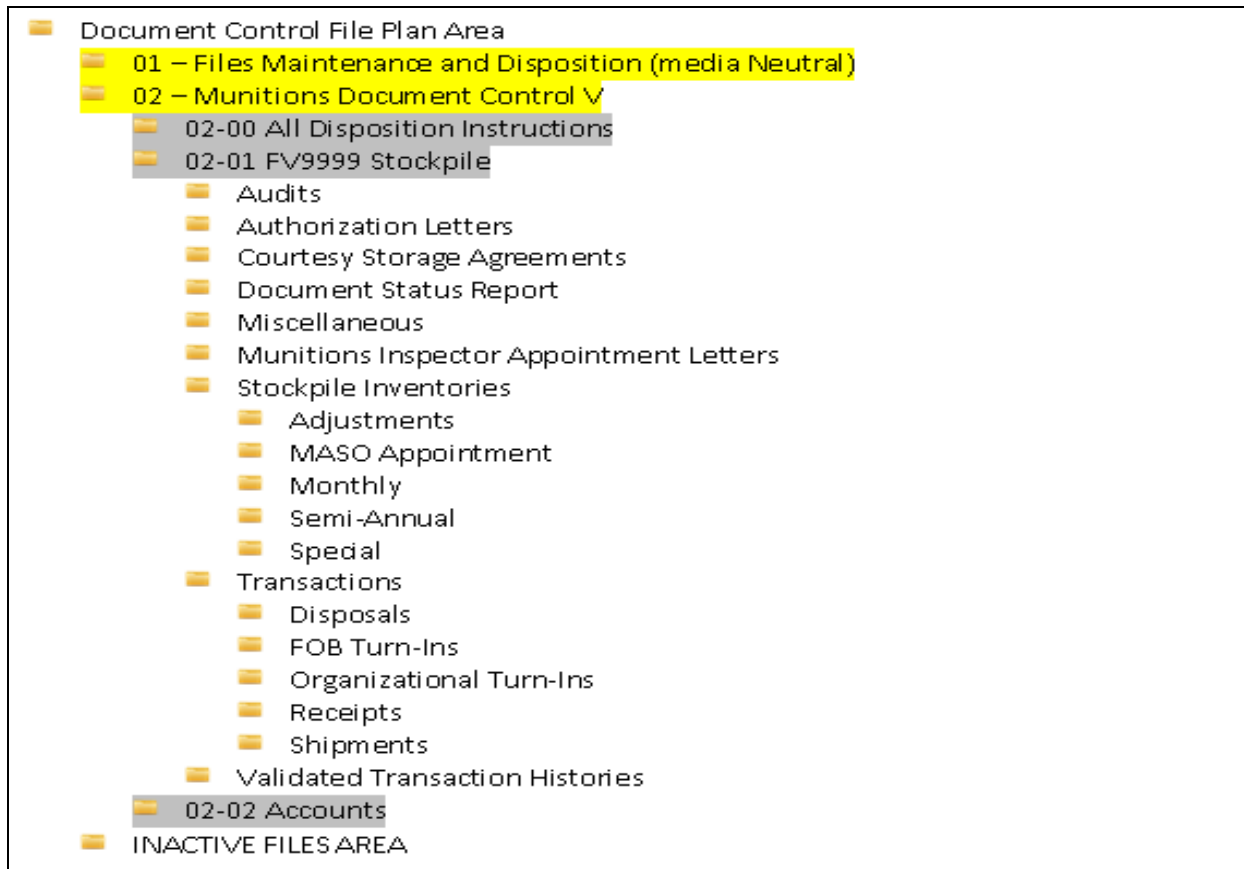 Document Control File Plan Area
01 – Files Maintenance and Disposition (media Neutral)
02 – Munitions Document Control V
02-00 All Disposition Instructions
02-01 FV9999 Stockpile
Audits
Authorization Letters
Courtesy Storage Agreements
Document Status Report
Miscellaneous
Munitions Inspector Appointment Letters
Stockpile Inventories
Adjustments
MASO Appointment
Monthly
Semi-Annual
Special
Transactions
Disposals
FOB Turn-Ins
Organizational Turn-Ins
Receipts
Shipments
Validated Transaction Histories
02-02 Accounts
INACTIVE FILES AREA